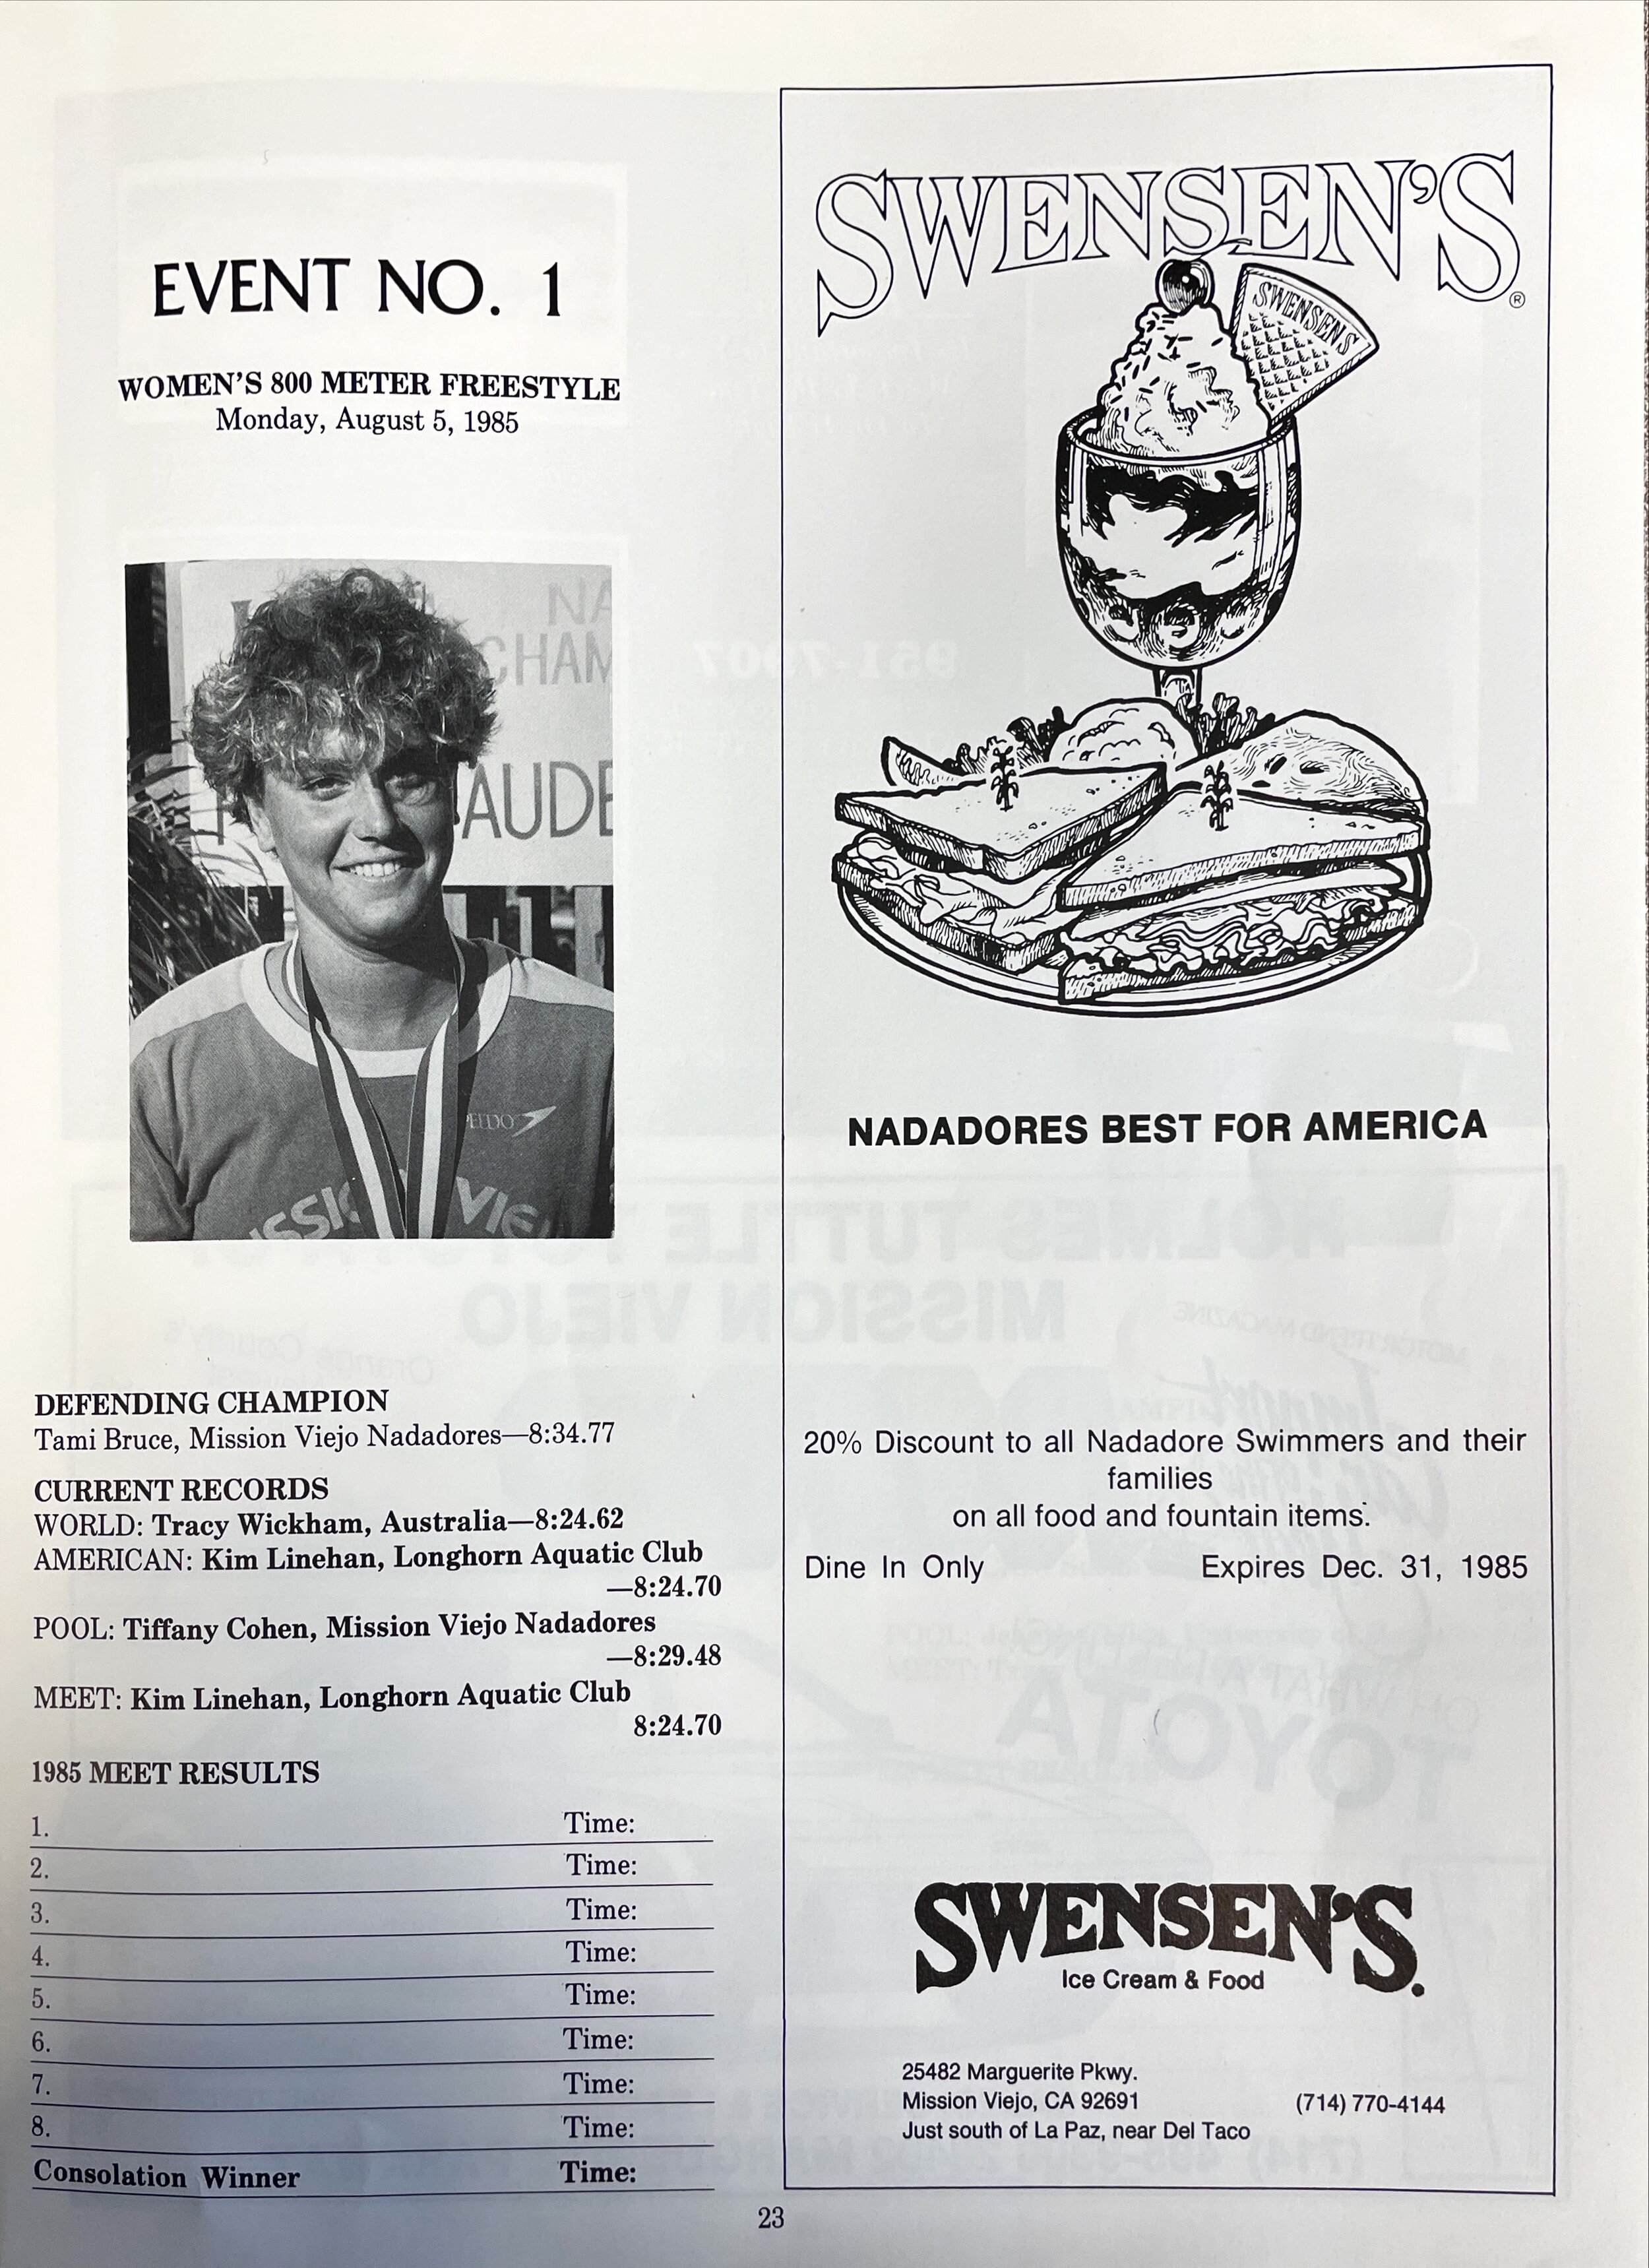 EVENT NO. 1
WOMEN'S 800 METER FREESTYLE
Monday, August 5, 1985
NA
CHAM
AUDE
PEEDO
ISSIO VIE
DEFENDING CHAMPION
Tami Bruce, Mission Viejo Nadadores—8:34.77
CURRENT RECORDS
WORLD: Tracy Wickham, Australia—8:24.62
AMERICAN: Kim Linehan, Longhorn Aquatic Club
—8:24.70
POOL: Tiffany Cohen, Mission Viejo Nadadores
—8:29.48
MEET: Kim Linehan, Longhorn Aquatic Club
8:24.70
1985 MEET RESULTS
1. Time:
2. Time:
3. Time:
4. Time:
5. Time:
6. Time:
7. Time:
8. Time:
Consolation Winner Time:
SWENSEN'S®
SWENSEN'S
NADADORES BEST FOR AMERICA
20% Discount to all Nadadore Swimmers and their
families
on all food and fountain items.
Dine In Only Expires Dec. 31, 1985
SWENSEN'S.
Ice Cream & Food
25482 Marguerite Pkwy.
Mission Viejo, CA 92691 (714) 770-4144
Just south of La Paz, near Del Taco
23